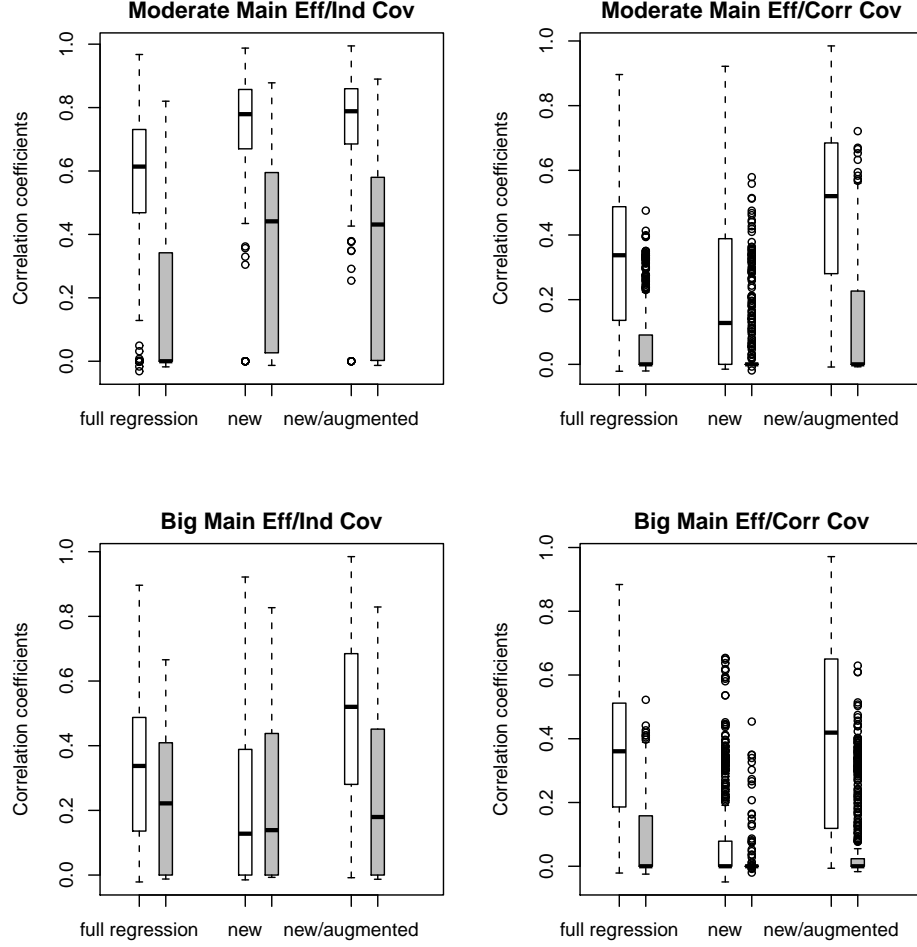 Moderate Main Eff/Ind Cov
Correlation coefficients
1.0
0.8
0.6
0.4
0.2
0.0
full regression
new
new/augmented
Moderate Main Eff/Corr Cov
Correlation coefficients
1.0
0.8
0.6
0.4
0.2
0.0
full regression
new
new/augmented
Big Main Eff/Ind Cov
Correlation coefficients
1.0
0.8
0.6
0.4
0.2
0.0
full regression
new
new/augmented
Big Main Eff/Corr Cov
Correlation coefficients
1.0
0.8
0.6
0.4
0.2
0.0
full regression
new
new/augmented